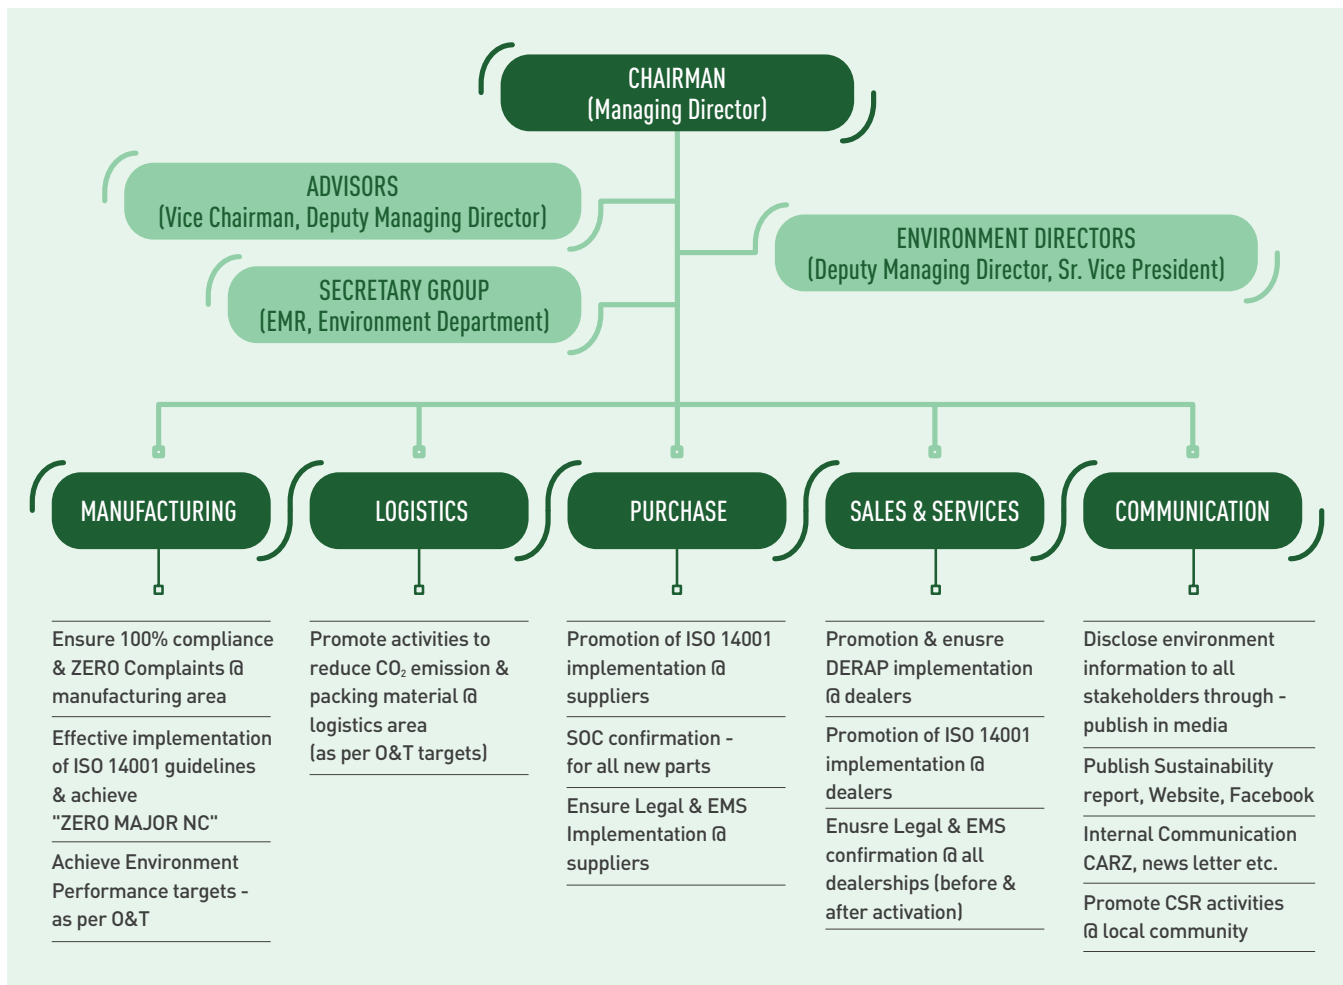 CHAIRMAN
(Managing Director)
ADVISORS
(Vice Chairman, Deputy Managing Director)
ENVIRONMENT DIRECTORS
(Deputy Managing Director, Sr. Vice President)
SECRETARY GROUP
(EMR, Environment Department)
MANUFACTURING
Ensure 100% compliance
& ZERO Complaints @
manufacturing area
Effective implementation
of ISO 14001 guidelines
& achieve
"ZERO MAJOR NC"
Achieve Environment
Performance targets -
as per O&T
LOGISTICS
Promote activities to
reduce CO₂ emission &
packing material @
logistics area
(as per O&T targets)
PURCHASE
Promotion of ISO 14001
implementation @
suppliers
SOC confirmation -
for all new parts
Ensure Legal & EMS
Implementation @
suppliers
SALES & SERVICES
Promotion & enusre
DERAP implementation
@ dealers
Promotion of ISO 14001
implementation @
dealers
Enusre Legal & EMS
confirmation @ all
dealerships (before &
after activation)
COMMUNICATION
Disclose environment
information to all
stakeholders through -
publish in media
Publish Sustainability
report, Website, Facebook
Internal Communication
CARZ, news letter etc.
Promote CSR activities
@ local community